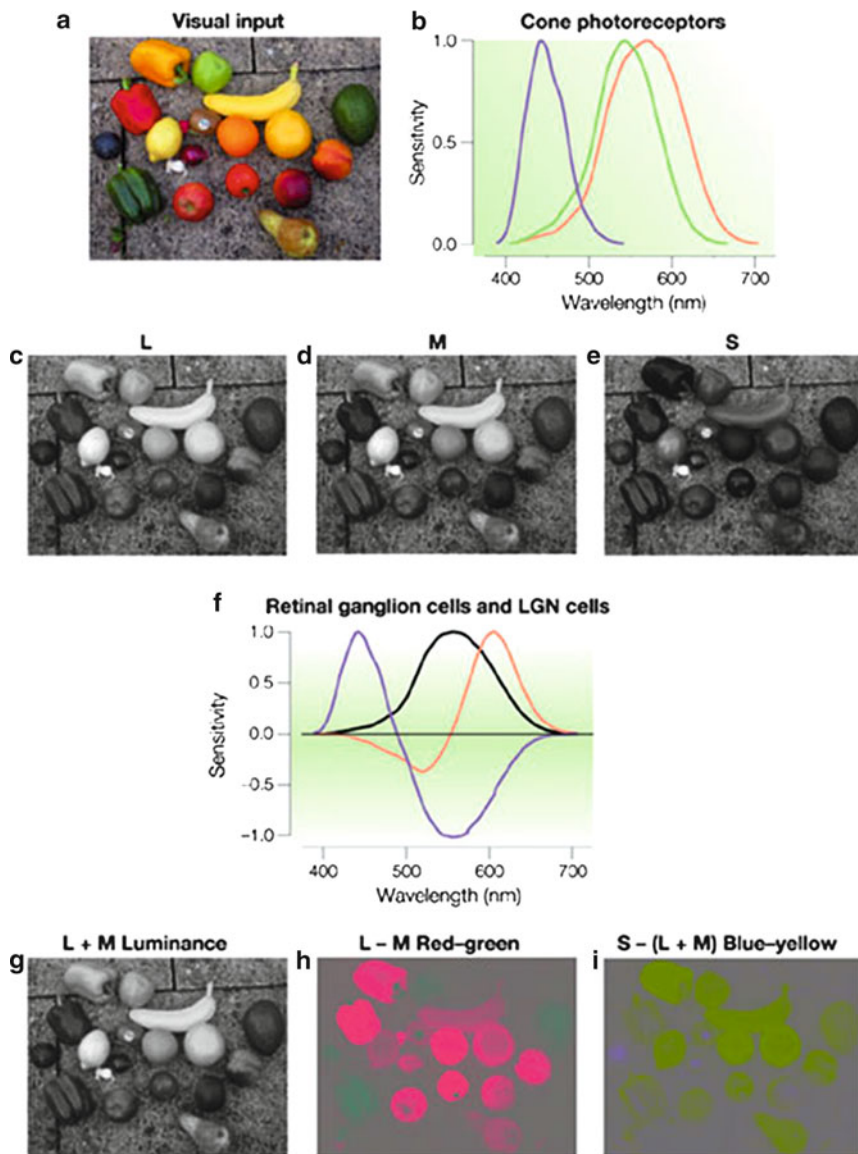 a Visual input
b Cone photoreceptors
Sensitivity
1.0
0.5
0.0
400 500 600 700
Wavelength (nm)
c L
d M
e S
f
Retinal ganglion cells and LGN cells
Sensitivity
1.0
0.5
0.0
−0.5
−1.0
400 500 600 700
Wavelength (nm)
g L + M Luminance
h L − M Red–green
i S − (L + M) Blue–yellow